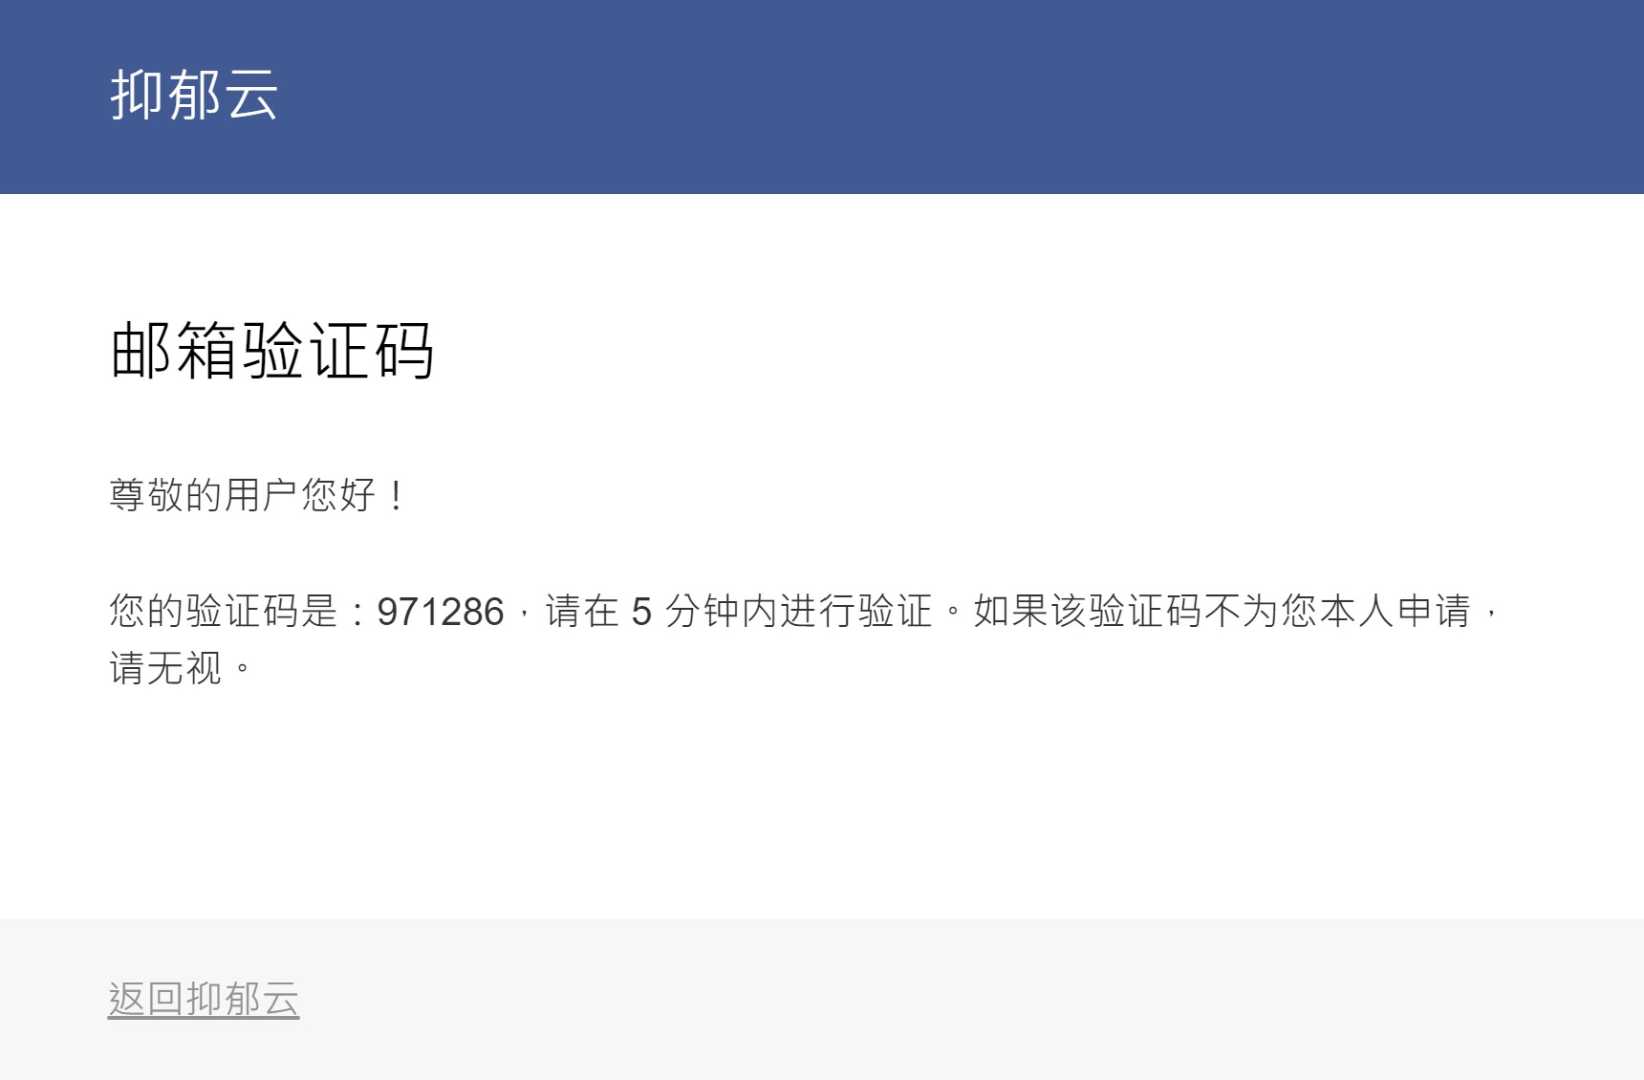 抑郁云
邮箱验证码
尊敬的用户您好！
您的验证码是：971286，请在 5 分钟内进行验证。如果该验证码不为您本人申请，
请无视。
返回抑郁云